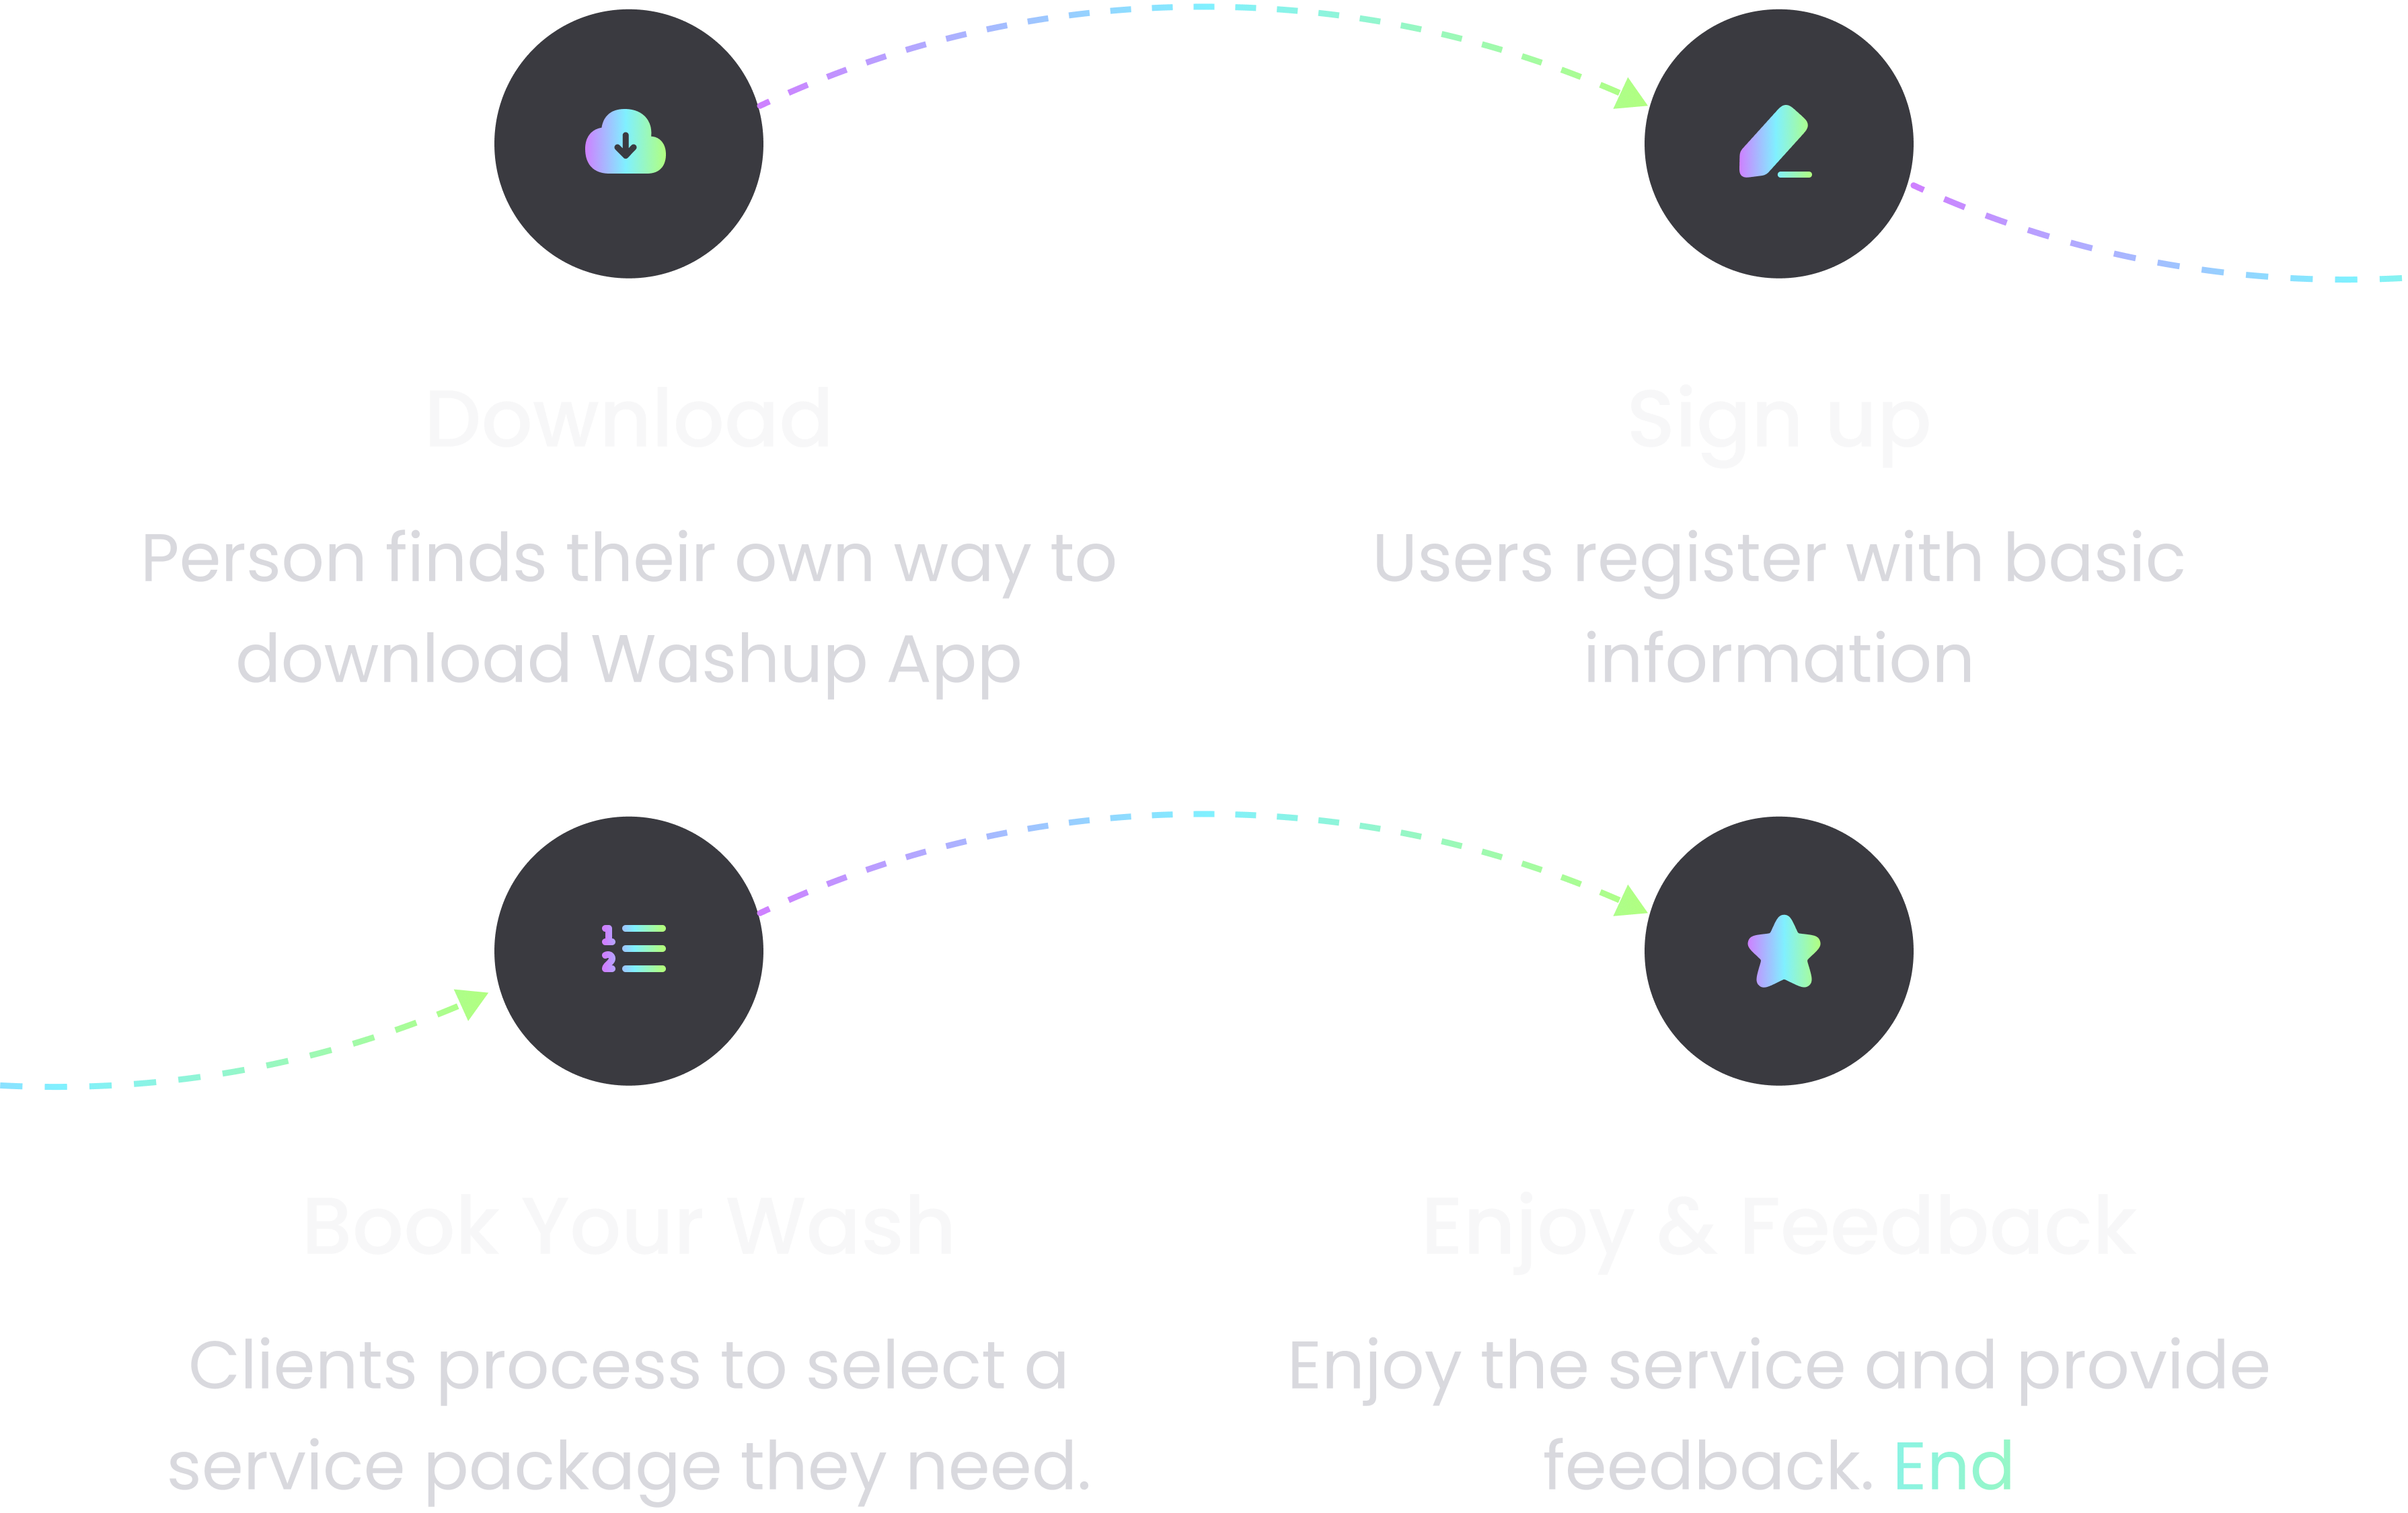 Download
Person finds their own way to
download Washup App
Sign up
Users register with basic
information
Book Your Wash
Clients process to select a
service package they need.
Enjoy & Feedback
Enjoy the service and provide
feedback. End